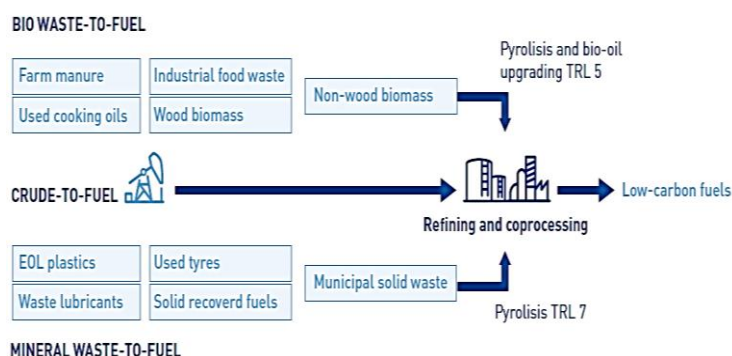 BIO WASTE-TO-FUEL
Pyrolisis and bio-oil
upgrading TRL 5
Farm manure
Industrial food waste
Non-wood biomass
Used cooking oils
Wood biomass
CRUDE-TO-FUEL
Low-carbon fuels
Refining and coprocessing
EOL plastics
Used tyres
Municipal solid waste
Waste lubricants
Solid recoverd fuels
Pyrolisis TRL 7
MINERAL WASTE-TO-FUEL